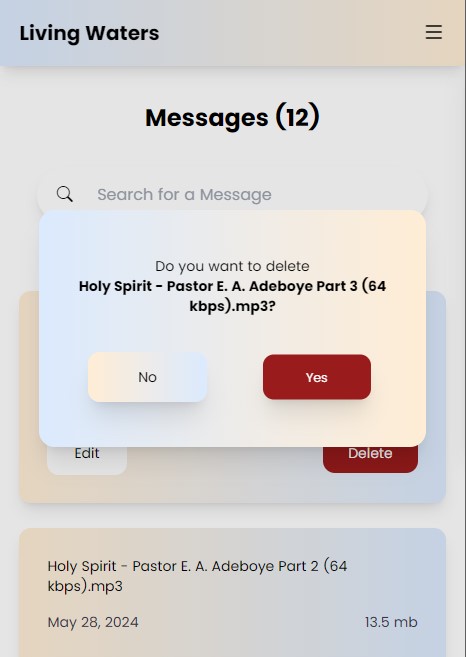 Living Waters
Messages (12)
Search for a Message
Do you want to delete
Holy Spirit - Pastor E. A. Adeboye Part 3 (64
kbps).mp3?
No
Yes
Edit
Delete
Holy Spirit - Pastor E. A. Adeboye Part 2 (64
kbps).mp3
May 28, 2024
13.5 mb